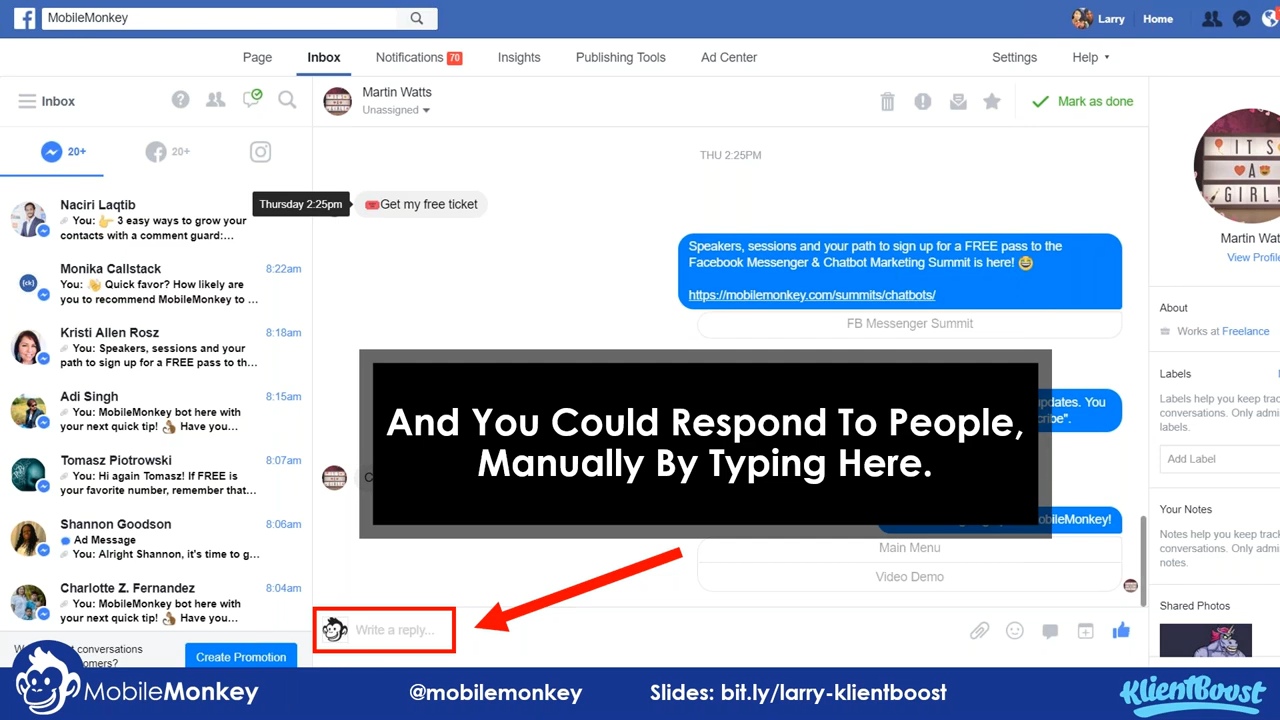 MobileMonkey
Larry
Home
Page
Inbox
Notifications 70
Insights
Publishing Tools
Ad Center
Settings
Help
Inbox
20+
20+
Naciri Laqtib
You: 👉 3 easy ways to grow your
contacts with a comment guard:...
Monika Callstack
8:22am
You: 👋 Quick favor? How likely are
you to recommend MobileMonkey to ...
Kristi Allen Rosz
8:18am
You: Speakers, sessions and your
path to sign up for a FREE pass to th...
Adi Singh
8:15am
You: MobileMonkey bot here with
your next quick tip! 🐒 Have you...
Tomasz Piotrowski
8:07am
You: Hi again Tomasz! If FREE is
your favorite number, remember that...
Shannon Goodson
8:06am
Ad Message
You: Alright Shannon, it's time to g...
Charlotte Z. Fernandez
8:04am
You: MobileMonkey bot here with
your next quick tip! 🐒 Have you...
conversations
Create Promotion
Martin Watts
Unassigned
Mark as done
THU 2:25PM
Thursday 2:25pm
🎟️Get my free ticket
Speakers, sessions and your path to sign up for a FREE pass to the
Facebook Messenger & Chatbot Marketing Summit is here! 😂
https://mobilemonkey.com/summits/chatbots/
FB Messenger Summit
updates. You
And You Could Respond To People,
Manually By Typing Here.
MobileMonkey!
Main Menu
Video Demo
Write a reply...
IT'S
A
GIRL!
Martin Wat
View Profile
About
Works at Freelance
Labels
Labels help you keep trac
conversations. Only admi
labels.
Add Label
Your Notes
Notes help you keep trac
conversations. Only admi
notes.
Shared Photos
MobileMonkey
@mobilemonkey
Slides: bit.ly/larry-klientboost
KlientBoost